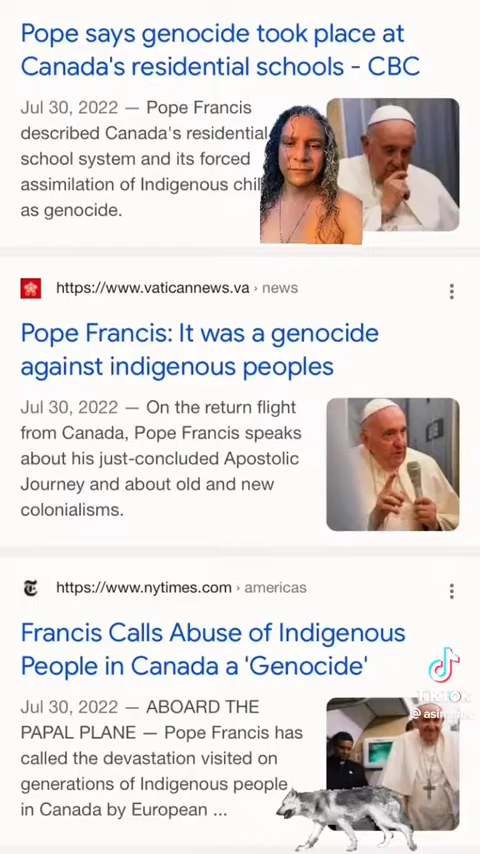 Pope says genocide took place at
Canada's residential schools - CBC
Jul 30, 2022 — Pope Francis
described Canada's residential
school system and its forced
assimilation of Indigenous chil
as genocide.
https://www.vaticannews.va › news
Pope Francis: It was a genocide
against indigenous peoples
Jul 30, 2022 — On the return flight
from Canada, Pope Francis speaks
about his just-concluded Apostolic
Journey and about old and new
colonialisms.
https://www.nytimes.com › americas
Francis Calls Abuse of Indigenous
People in Canada a 'Genocide'
Jul 30, 2022 — ABOARD THE
PAPAL PLANE — Pope Francis has
called the devastation visited on
generations of Indigenous people
in Canada by European ...
TikTok